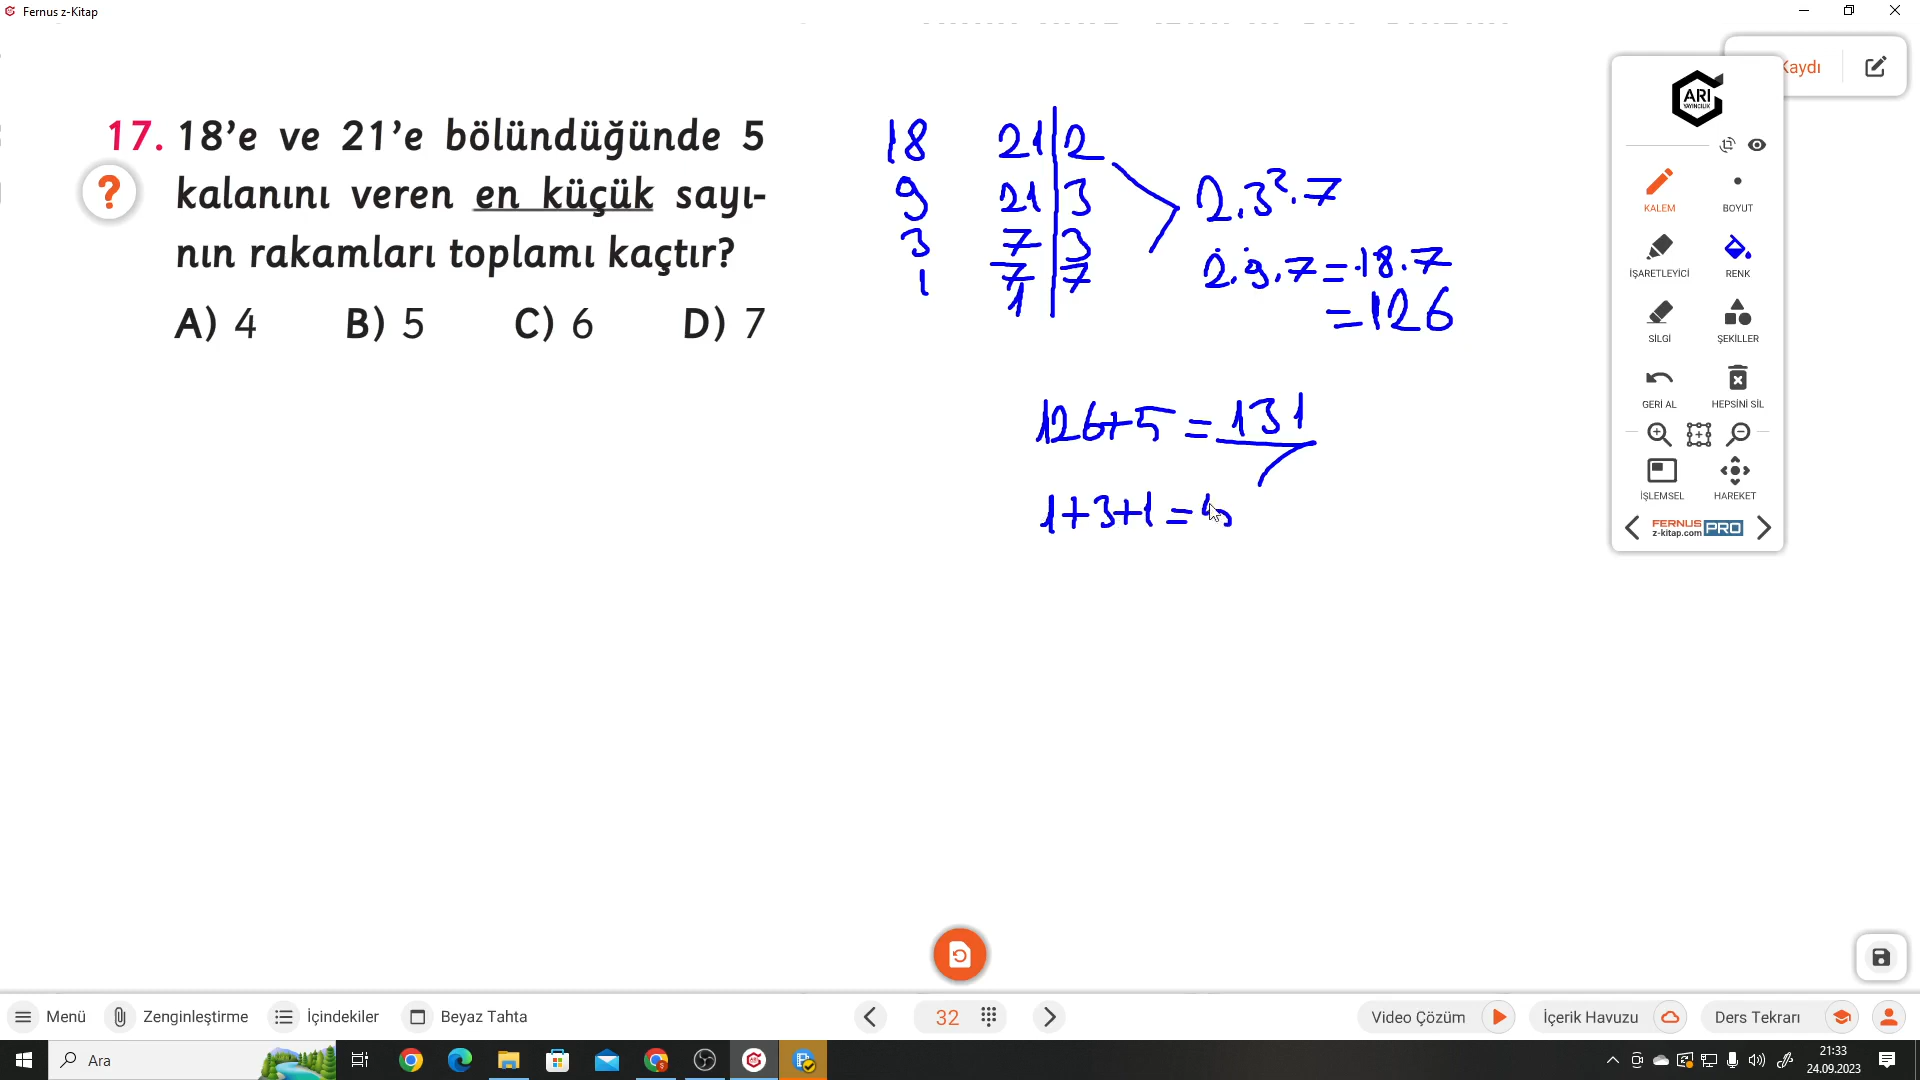 Fernus z-Kitap
17. 18’e ve 21’e bölündüğünde 5
kalanını veren en küçük sayı-
nın rakamları toplamı kaçtır?
A) 4 B) 5 C) 6 D) 7
?
18 21 2
9 21 3
3 7 3
1 7 7
1
2.3².7
2.9.7=18.7
=126
126+5=131
1+3+1=5
Kaydı
ARI
YAYINCILIK
KALEM BOYUT
İŞARETLEYİCİ RENK
SİLGİ ŞEKİLLER
GERİ AL HEPSİNİ SİL
İŞLEMSEL HAREKET
FERNUS PRO
z-kitap.com
Menü Zenginleştirme İçindekiler Beyaz Tahta 32 Video Çözüm İçerik Havuzu Ders Tekrarı
Ara
21:33
24.09.2023